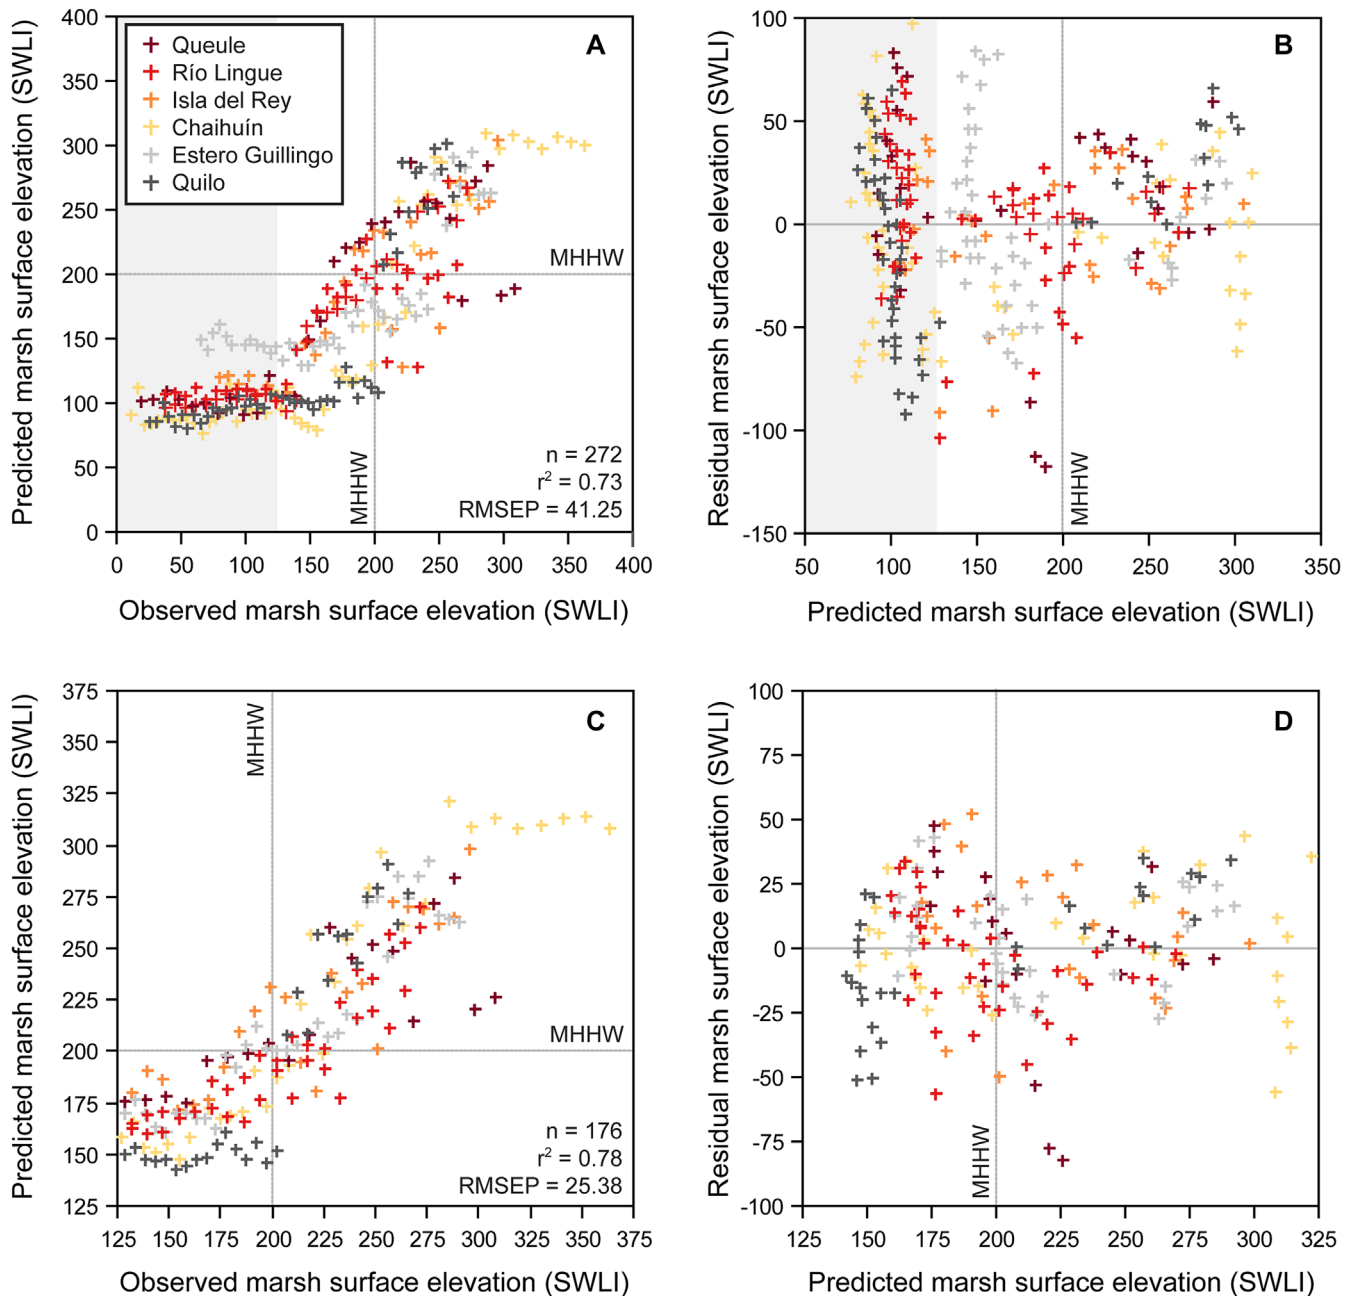 A
Predicted marsh surface elevation (SWLI)
400
350
300
250
200
150
100
50
0
Queule
Río Lingue
Isla del Rey
Chaihuín
Estero Guillingo
Quilo
MHHW
MHHW
n = 272
r² = 0.73
RMSEP = 41.25
0 50 100 150 200 250 300 350 400
Observed marsh surface elevation (SWLI)
B
Residual marsh surface elevation (SWLI)
100
50
0
-50
-100
-150
MHHW
50 100 150 200 250 300 350
Predicted marsh surface elevation (SWLI)
C
Predicted marsh surface elevation (SWLI)
375
350
325
300
275
250
225
200
175
150
125
MHHW
MHHW
n = 176
r² = 0.78
RMSEP = 25.38
125 150 175 200 225 250 275 300 325 350 375
Observed marsh surface elevation (SWLI)
D
Residual marsh surface elevation (SWLI)
100
75
50
25
0
-25
-50
-75
-100
MHHW
125 150 175 200 225 250 275 300 325
Predicted marsh surface elevation (SWLI)